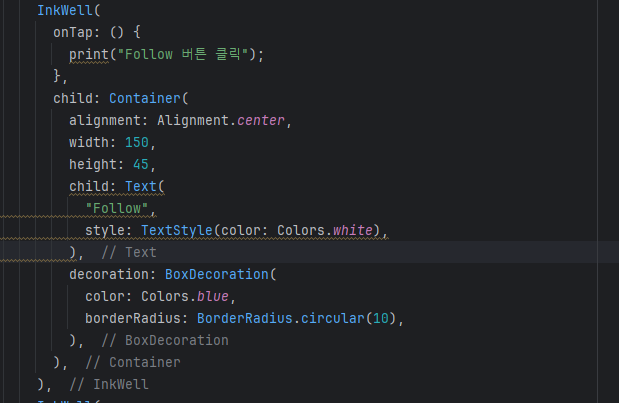 InkWell(
onTap: () {
print("Follow 버튼 클릭");
},
child: Container(
alignment: Alignment.center,
width: 150,
height: 45,
child: Text(
"Follow",
style: TextStyle(color: Colors.white),
), // Text
decoration: BoxDecoration(
color: Colors.blue,
borderRadius: BorderRadius.circular(10),
), // BoxDecoration
), // Container
), // InkWell
InkWell(